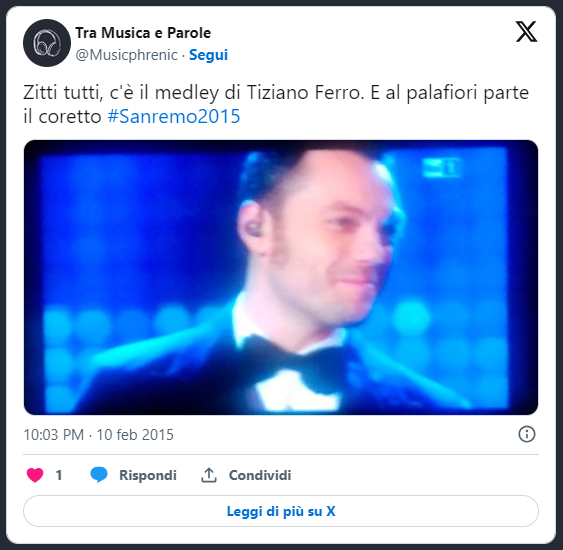 Tra Musica e Parole
@Musicphrenic · Segui
Zitti tutti, c'è il medley di Tiziano Ferro. E al palafiori parte
il coretto #Sanremo2015
10:03 PM · 10 feb 2015
1 Rispondi Condividi
Leggi di più su X